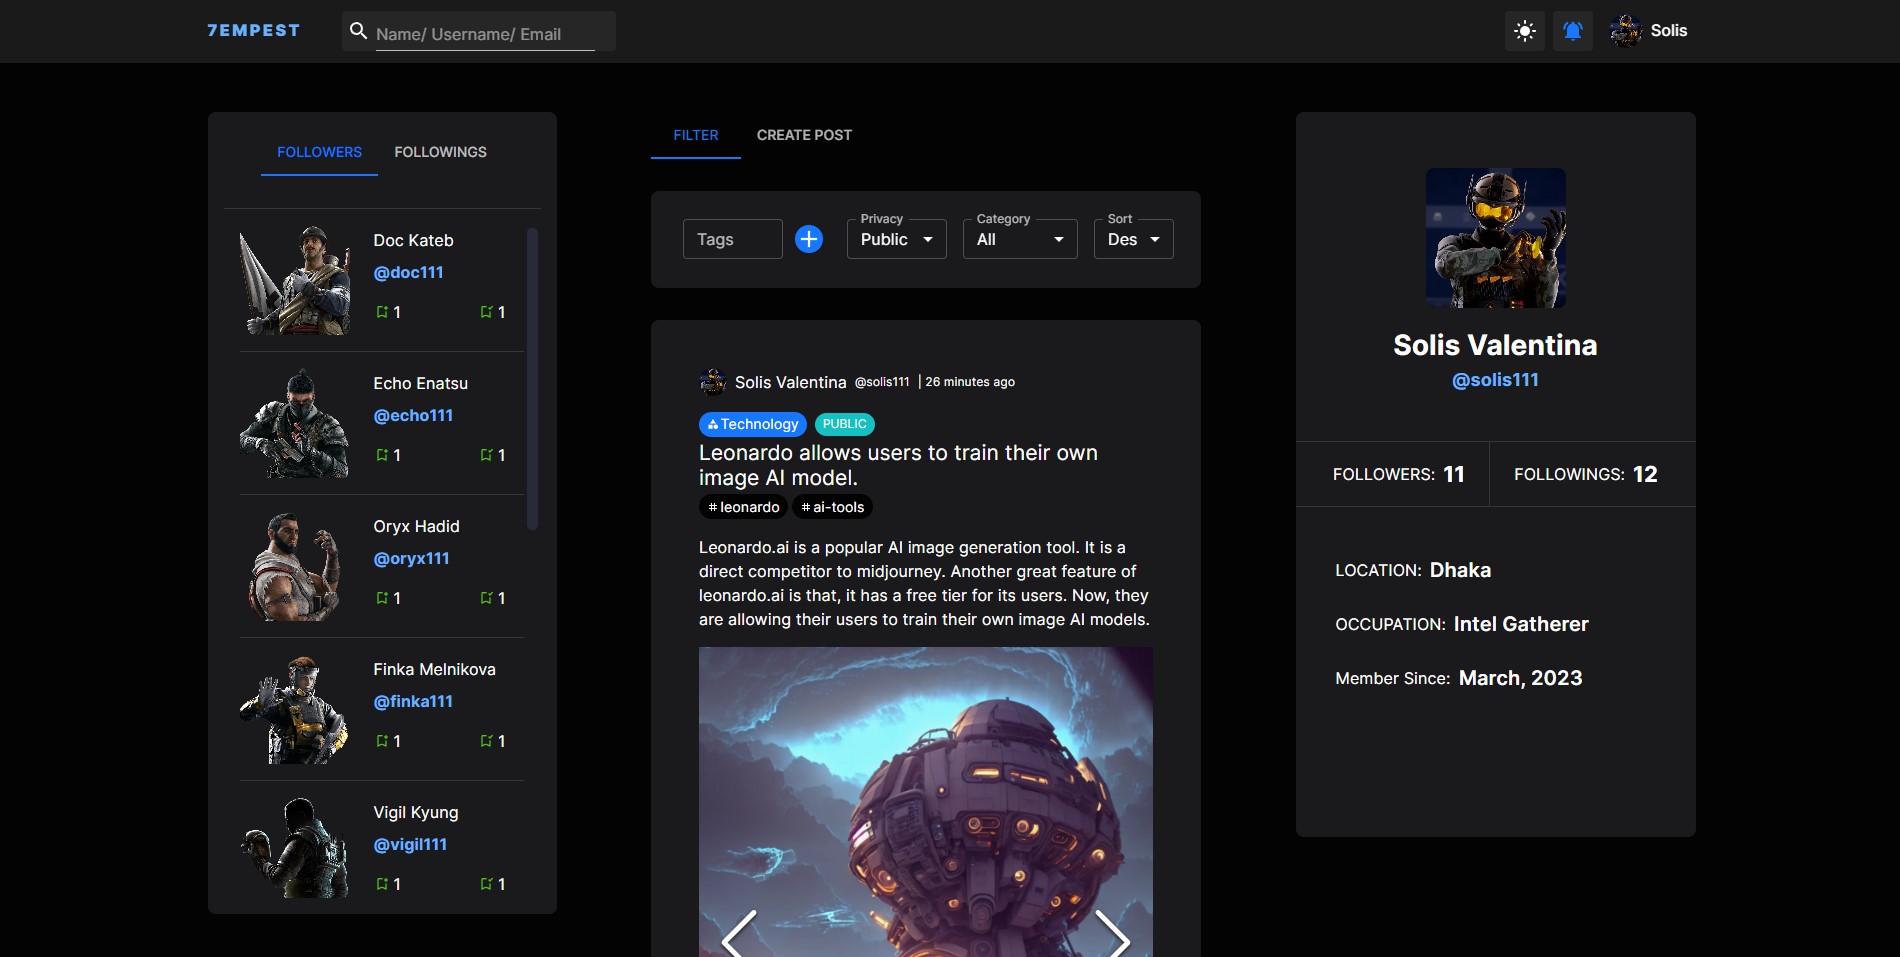 7EMPEST
Name/ Username/ Email
Solis
FOLLOWERS
FOLLOWINGS
Doc Kateb
@doc111
1
1
Echo Enatsu
@echo111
1
1
Oryx Hadid
@oryx111
1
1
Finka Melnikova
@finka111
1
1
Vigil Kyung
@vigil111
1
1
FILTER
CREATE POST
Tags
Privacy
Public
Category
All
Sort
Des
Solis Valentina @solis111 | 26 minutes ago
Technology
PUBLIC
Leonardo allows users to train their own
image AI model.
# leonardo # ai-tools
Leonardo.ai is a popular AI image generation tool. It is a
direct competitor to midjourney. Another great feature of
leonardo.ai is that, it has a free tier for its users. Now, they
are allowing their users to train their own image AI models.
Solis Valentina
@solis111
FOLLOWERS: 11
FOLLOWINGS: 12
LOCATION: Dhaka
OCCUPATION: Intel Gatherer
Member Since: March, 2023